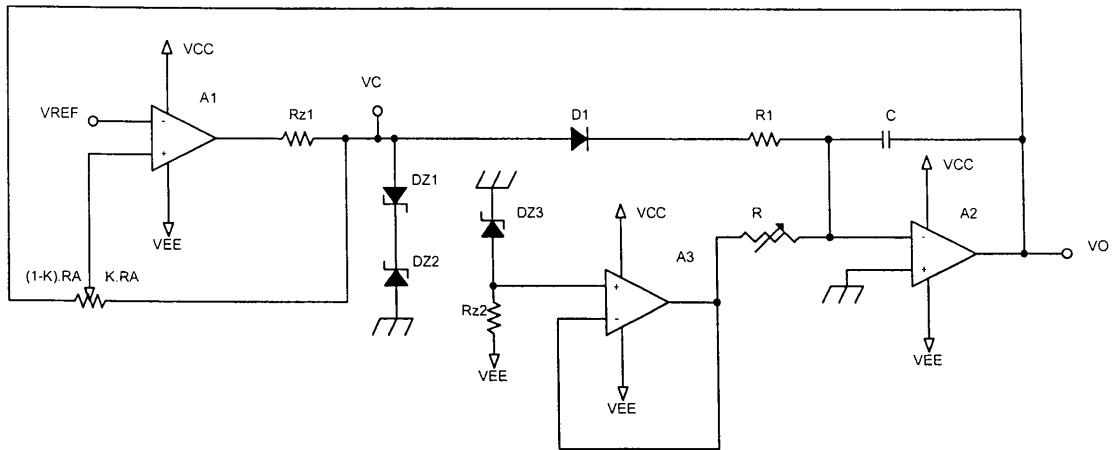 VCC
A1
VC
VREF
Rz1
D1
R1
C
-
+
VCC
DZ1
DZ3
VCC
R
A2
VEE
-
VO
(1-K).RA
K.RA
DZ2
A3
+
+
Rz2
-
VEE
VEE
VEE